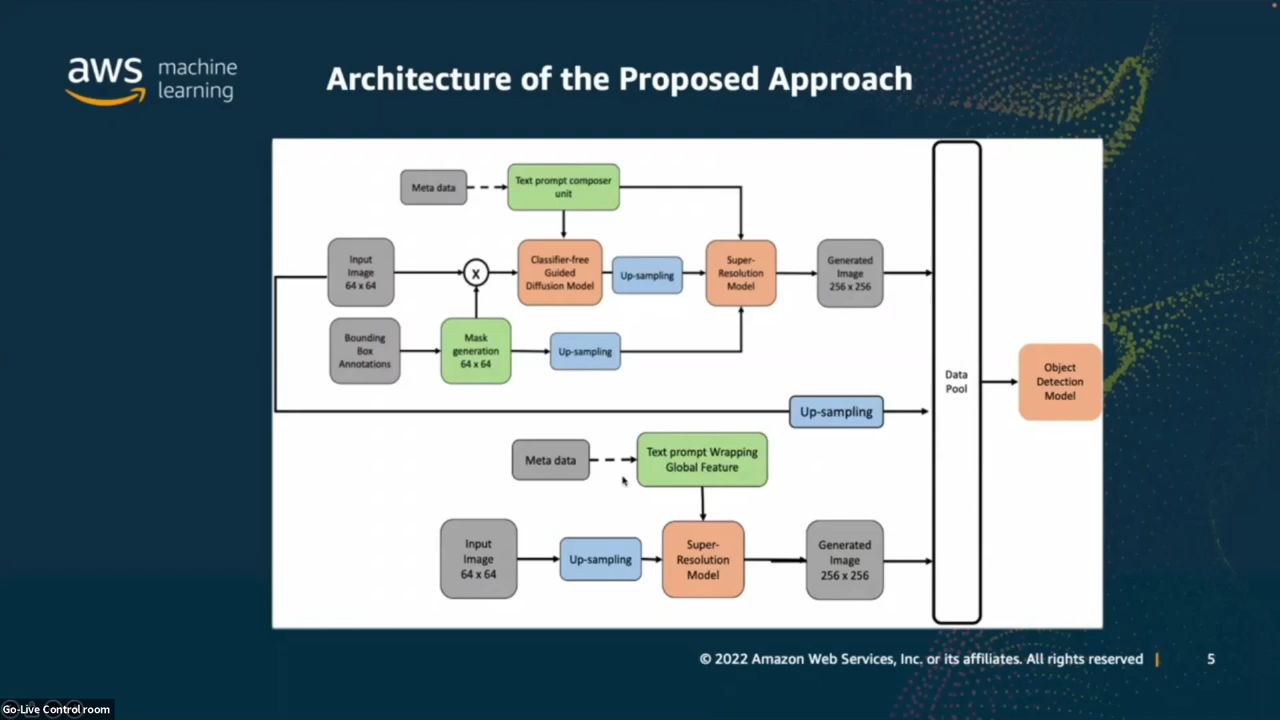 aws machine
learning
Architecture of the Proposed Approach
Meta data
Text prompt composer
unit
Input
Image
64 x 64
X
Classifier-free
Guided
Diffusion Model
Up-sampling
Super-
Resolution
Model
Generated
Image
256 x 256
Bounding
Box
Annotations
Mask
generation
64 x 64
Up-sampling
Data
Pool
Object
Detection
Model
Up-sampling
Meta data
Text prompt Wrapping
Global Feature
Input
Image
64 x 64
Up-sampling
Super-
Resolution
Model
Generated
Image
256 x 256
© 2022 Amazon Web Services, Inc. or its affiliates. All rights reserved | 5
Go-Live Control room